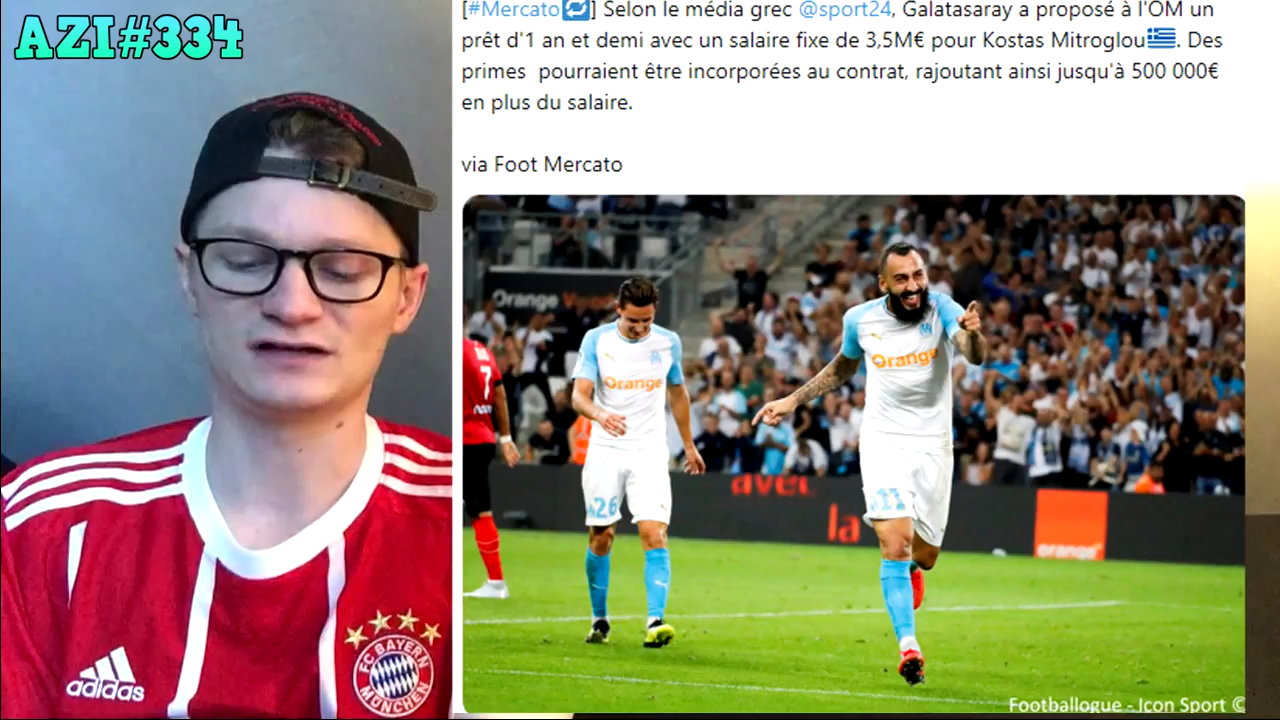 AZI#334
[#Mercato🔄] Selon le média grec @sport24, Galatasaray a proposé à l'OM un
prêt d'1 an et demi avec un salaire fixe de 3,5M€ pour Kostas Mitroglou🇬🇷. Des
primes  pourraient être incorporées au contrat, rajoutant ainsi jusqu'à 500 000€
en plus du salaire.
via Foot Mercato
Orange
7
Orange
Orange
26
11
avec
la
orange
adidas
FC BAYERN
MÜNCHEN
Footballogue - Icon Sport ©